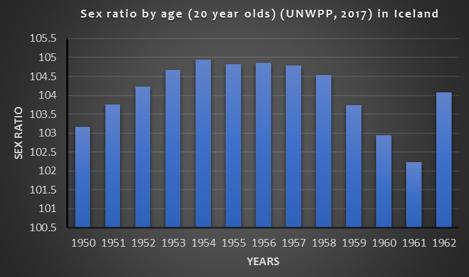 Sex ratio by age (20 year olds) (UNWPP, 2017) in Iceland
105.5
105
104.5
104
103.5
103
102.5
102
101.5
101
100.5
SEX RATIO
1950 1951 1952 1953 1954 1955 1956 1957 1958 1959 1960 1961 1962
YEARS